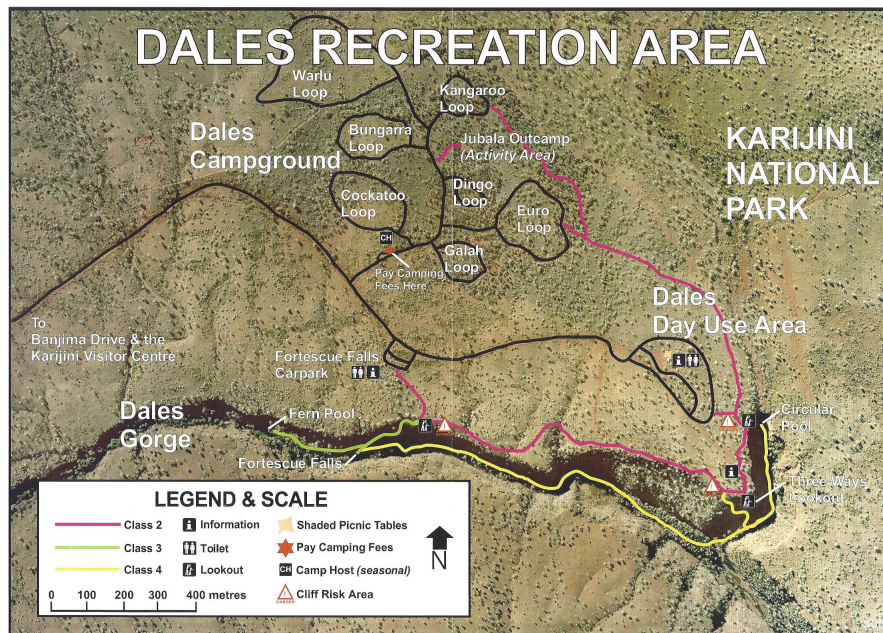 DALES RECREATION AREA
Warlu
Loop
Kangaroo
Loop
Dales
Campground
Bungarra
Loop
Jubala Outcamp
(Activity Area)
KARIJINI
NATIONAL
PARK
Cockatoo
Loop
Dingo
Loop
Euro
Loop
CH
Galah
Loop
Pay Camping
Fees Here
To
Banjima Drive & the
Karijini Visitor Centre
Dales
Day Use Area
Fortescue Falls
Carpark
Dales
Gorge
Fern Pool
Circular
Pool
Fortescue Falls
Three Ways
Lookout
LEGEND & SCALE
Class 2
Information
Shaded Picnic Tables
Class 3
Toilet
Pay Camping Fees
Class 4
Lookout
CH
Camp Host (seasonal)
0 100 200 300 400 metres
DANGER
Cliff Risk Area
N